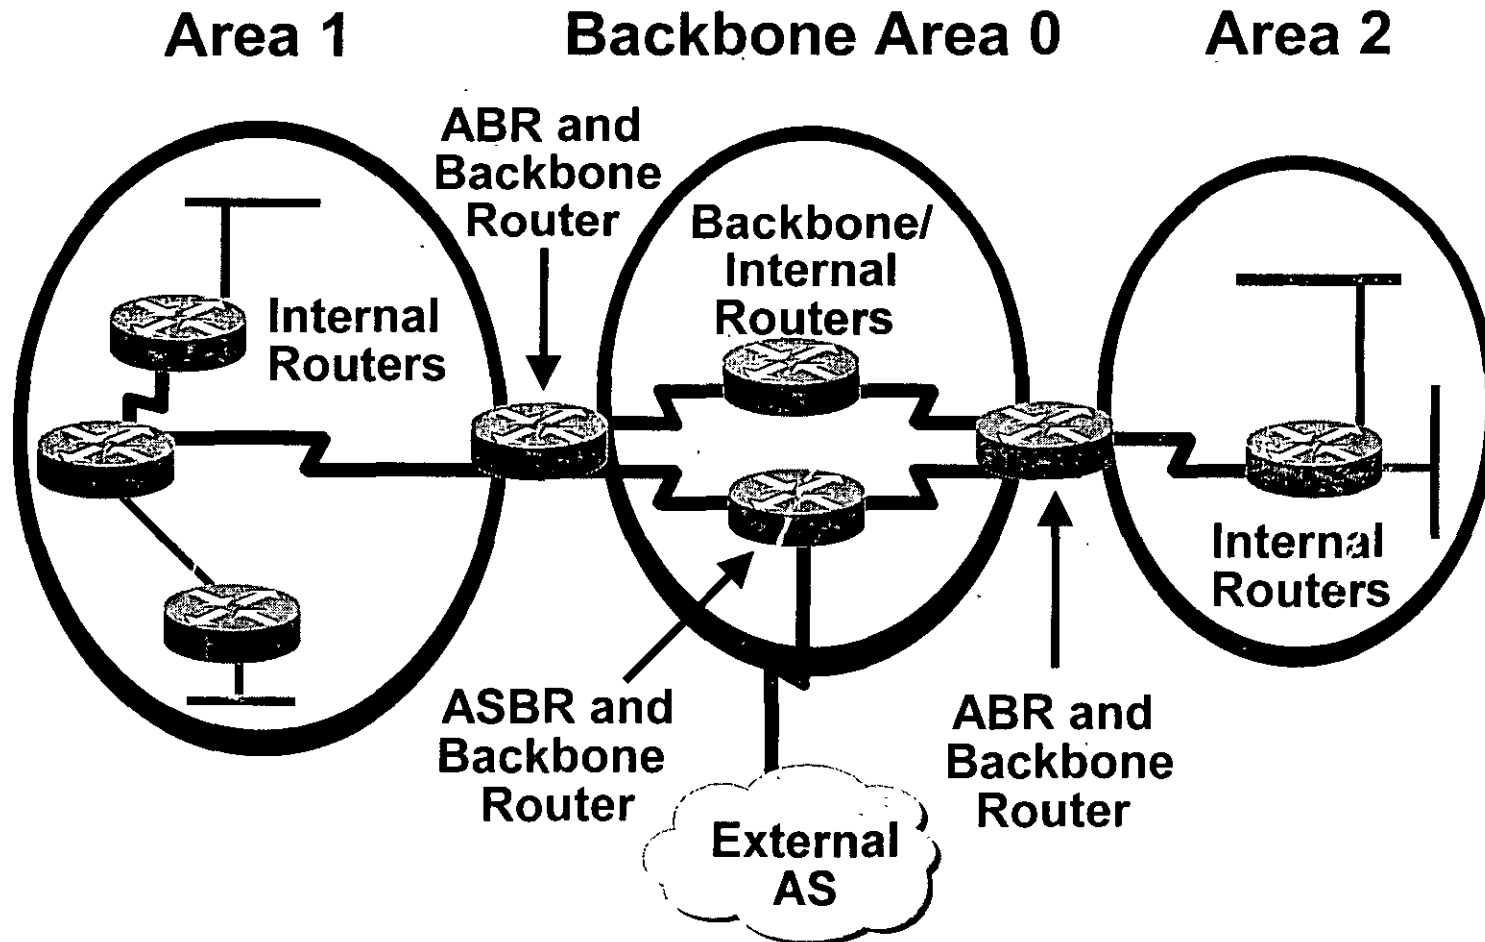 Area 1
Backbone Area 0
Area 2
ABR and
Backbone
Router
Backbone/
Internal
Routers
Internal
Routers
Internal
Routers
ASBR and
Backbone
Router
ABR and
Backbone
Router
External
AS